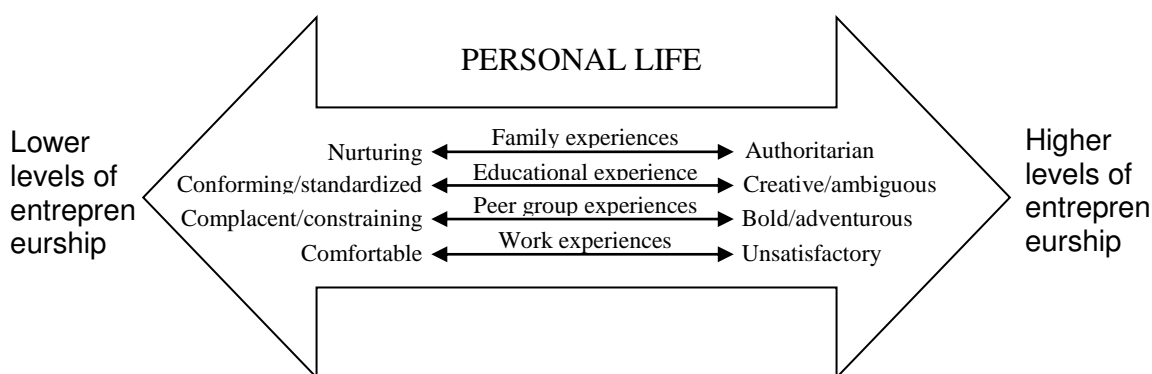 PERSONAL LIFE
Lower
levels of
entrepren
eurship
Family experiences
Nurturing Authoritarian
Educational experience
Conforming/standardized Creative/ambiguous
Peer group experiences
Complacent/constraining Bold/adventurous
Work experiences
Comfortable Unsatisfactory
Higher
levels of
entrepren
eurship